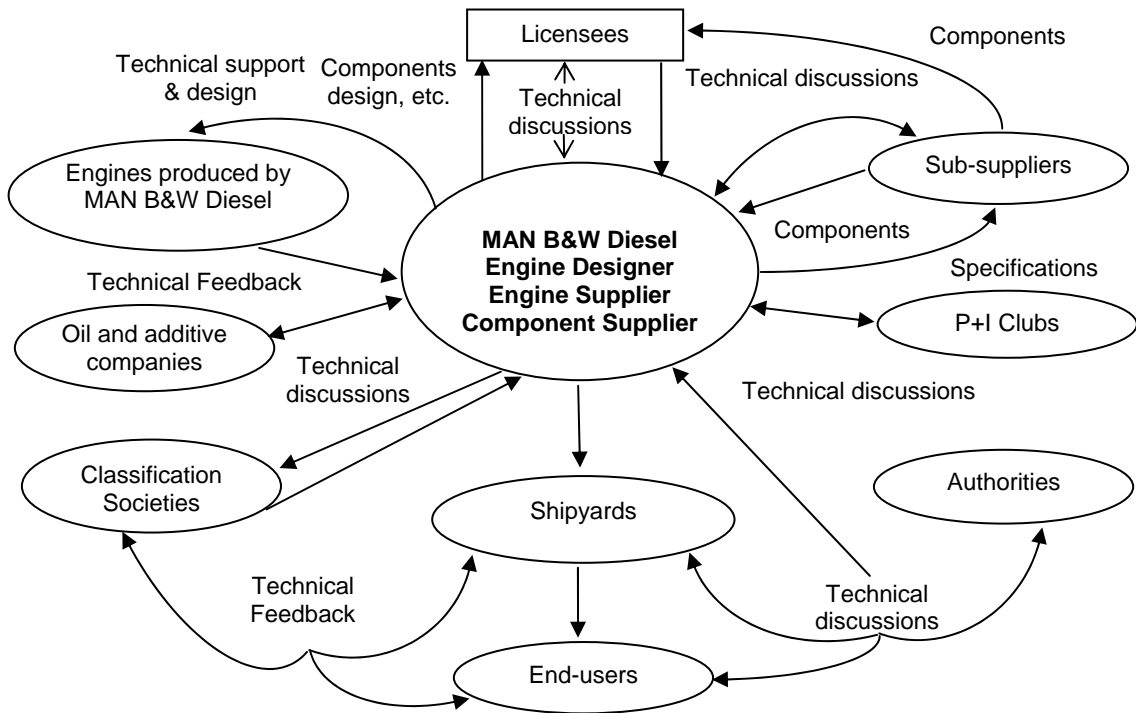 Licensees
Components
Technical support
& design
Components
design, etc.
Technical
discussions
Technical discussions
Engines produced by
MAN B&W Diesel
Sub-suppliers
MAN B&W Diesel
Engine Designer
Engine Supplier
Component Supplier
Components
Technical Feedback
Specifications
Oil and additive
companies
P+I Clubs
Technical
discussions
Technical discussions
Classification
Societies
Shipyards
Authorities
Technical
Feedback
Technical
discussions
End-users